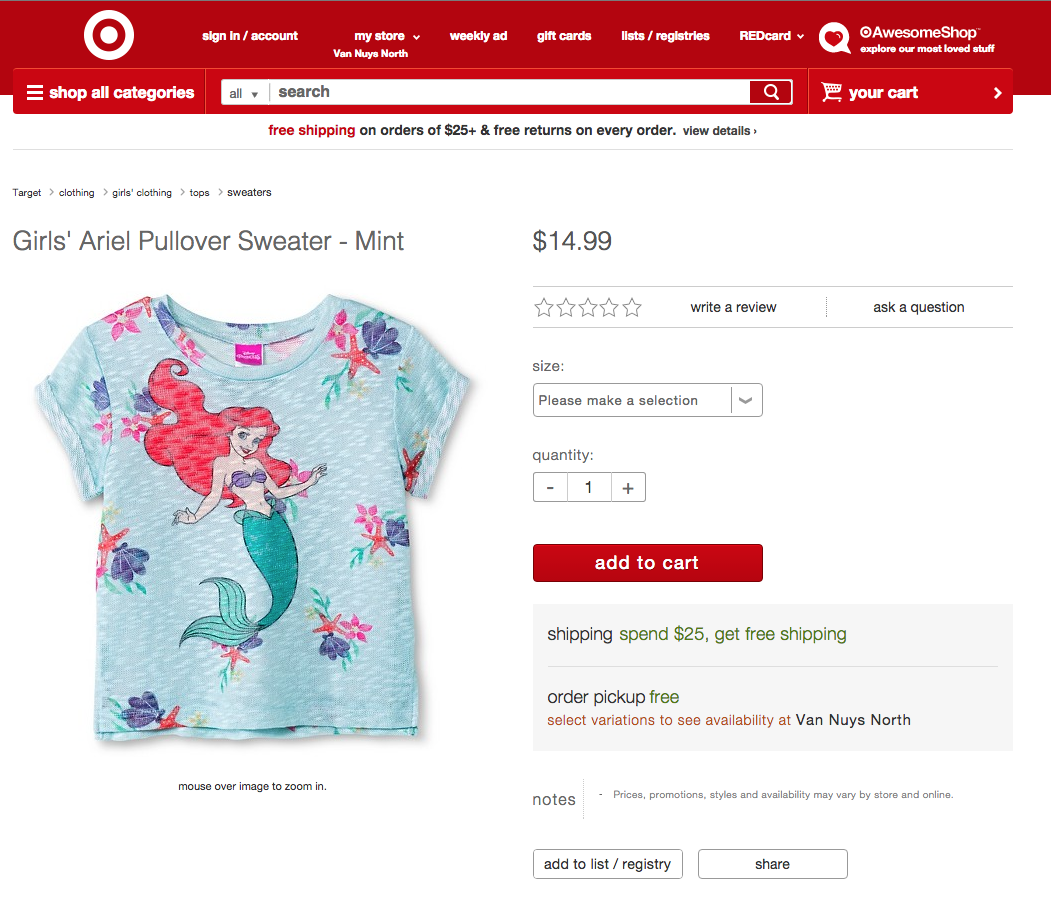 sign in / account
my store
Van Nuys North
weekly ad
gift cards
lists / registries
REDcard
AwesomeShop™
explore our most loved stuff
shop all categories
all
search
your cart
free shipping on orders of $25+ & free returns on every order. view details ›
Target > clothing > girls' clothing > tops > sweaters
Girls' Ariel Pullover Sweater - Mint
$14.99
write a review
ask a question
size:
Please make a selection
quantity:
- 1 +
add to cart
shipping spend $25, get free shipping
order pickup free
select variations to see availability at Van Nuys North
mouse over image to zoom in.
notes
- Prices, promotions, styles and availability may vary by store and online.
add to list / registry
share